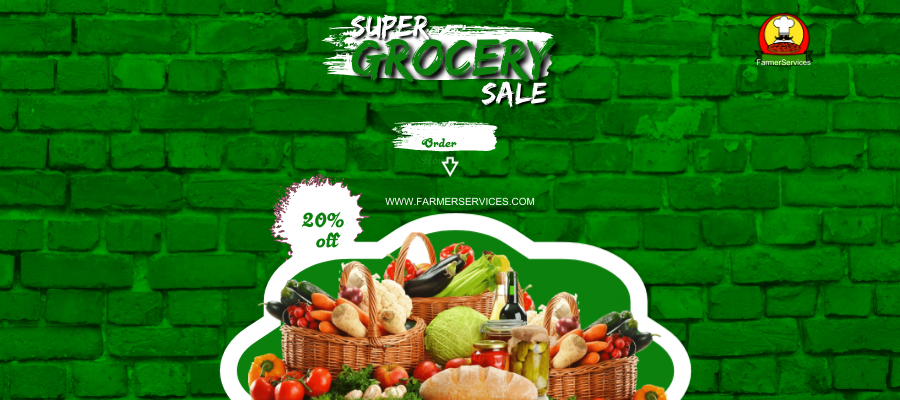 SUPER
GROCERY
SALE
FarmerServices
Order
WWW.FARMERSERVICES.COM
20%
off